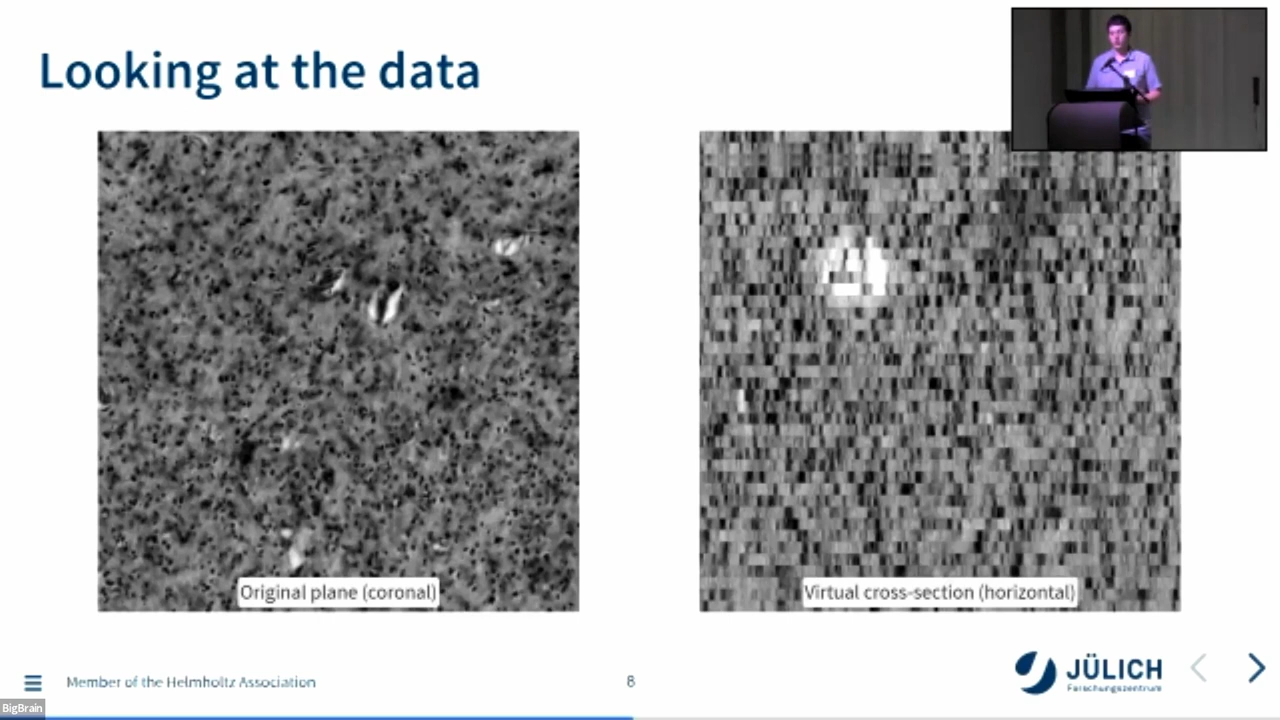 Looking at the data
Original plane (coronal)
Virtual cross-section (horizontal)
Member of the Helmholtz Association
8
JÜLICH
Forschungszentrum
BigBrain